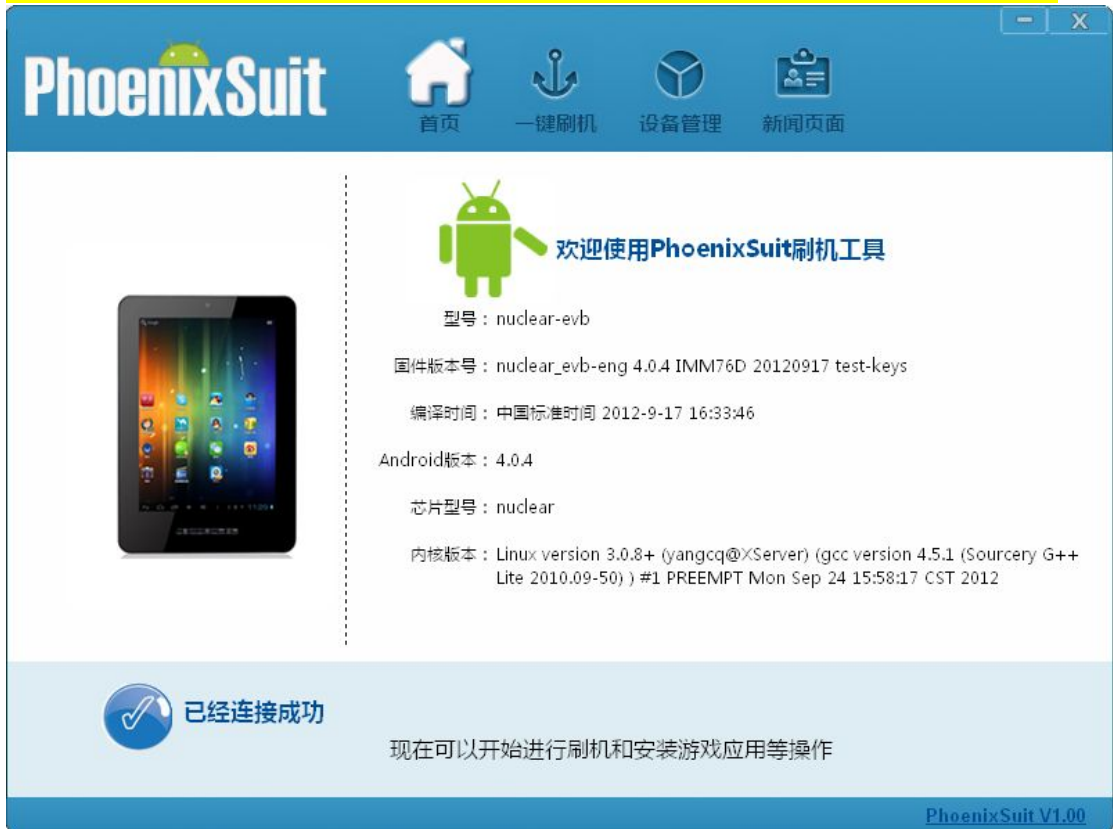 PhoenixSuit
首页
一键刷机
设备管理
新闻页面
欢迎使用PhoenixSuit刷机工具
型号：nuclear-evb
固件版本号：nuclear_evb-eng 4.0.4 IMM76D 20120917 test-keys
编译时间：中国标准时间 2012-9-17 16:33:46
Android版本：4.0.4
芯片型号：nuclear
内核版本：Linux version 3.0.8+ (yangcq@XServer) (gcc version 4.5.1 (Sourcery G++
Lite 2010.09-50) ) #1 PREEMPT Mon Sep 24 15:58:17 CST 2012
已经连接成功
现在可以开始进行刷机和安装游戏应用等操作
PhoenixSuit V1.00